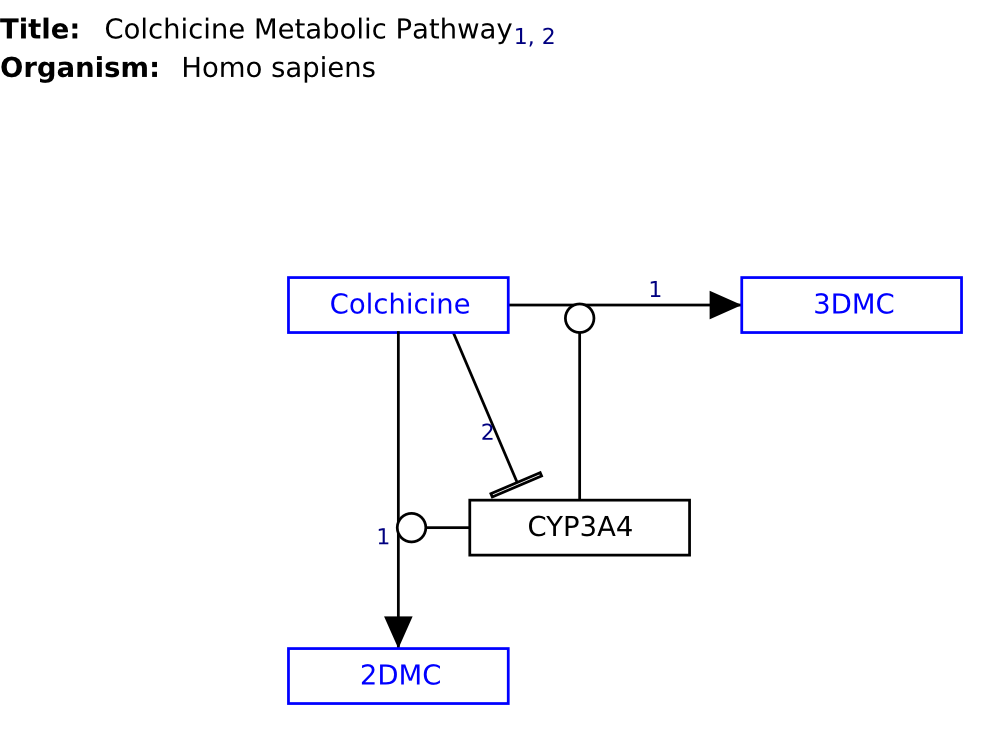 Title: Colchicine Metabolic Pathway1, 2
Organism: Homo sapiens
Colchicine
1
3DMC
2
CYP3A4
1
2DMC